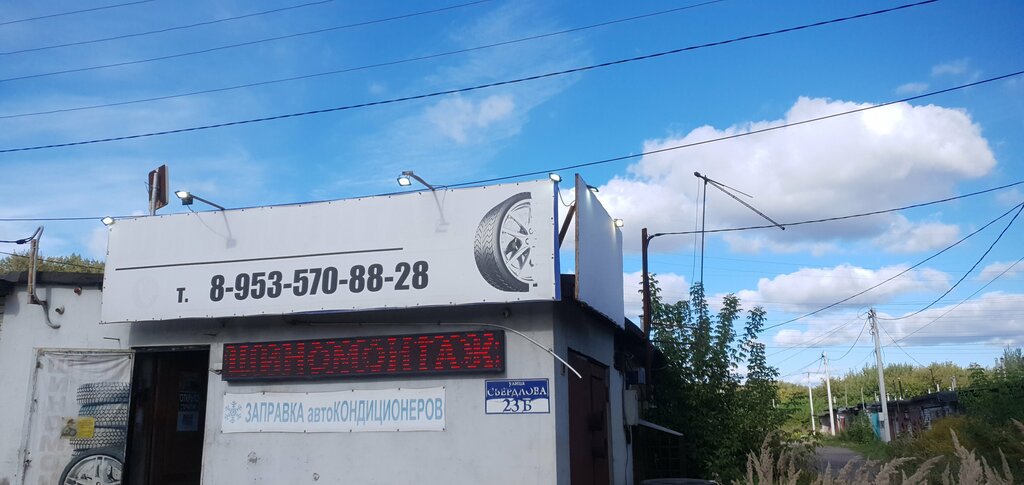 т. 8-953-570-88-28
ШИНОМОНТАЖ
ЗАПРАВКА автоКОНДИЦИОНЕРОВ
УЛИЦА
СВЕРДЛОВА
23Б